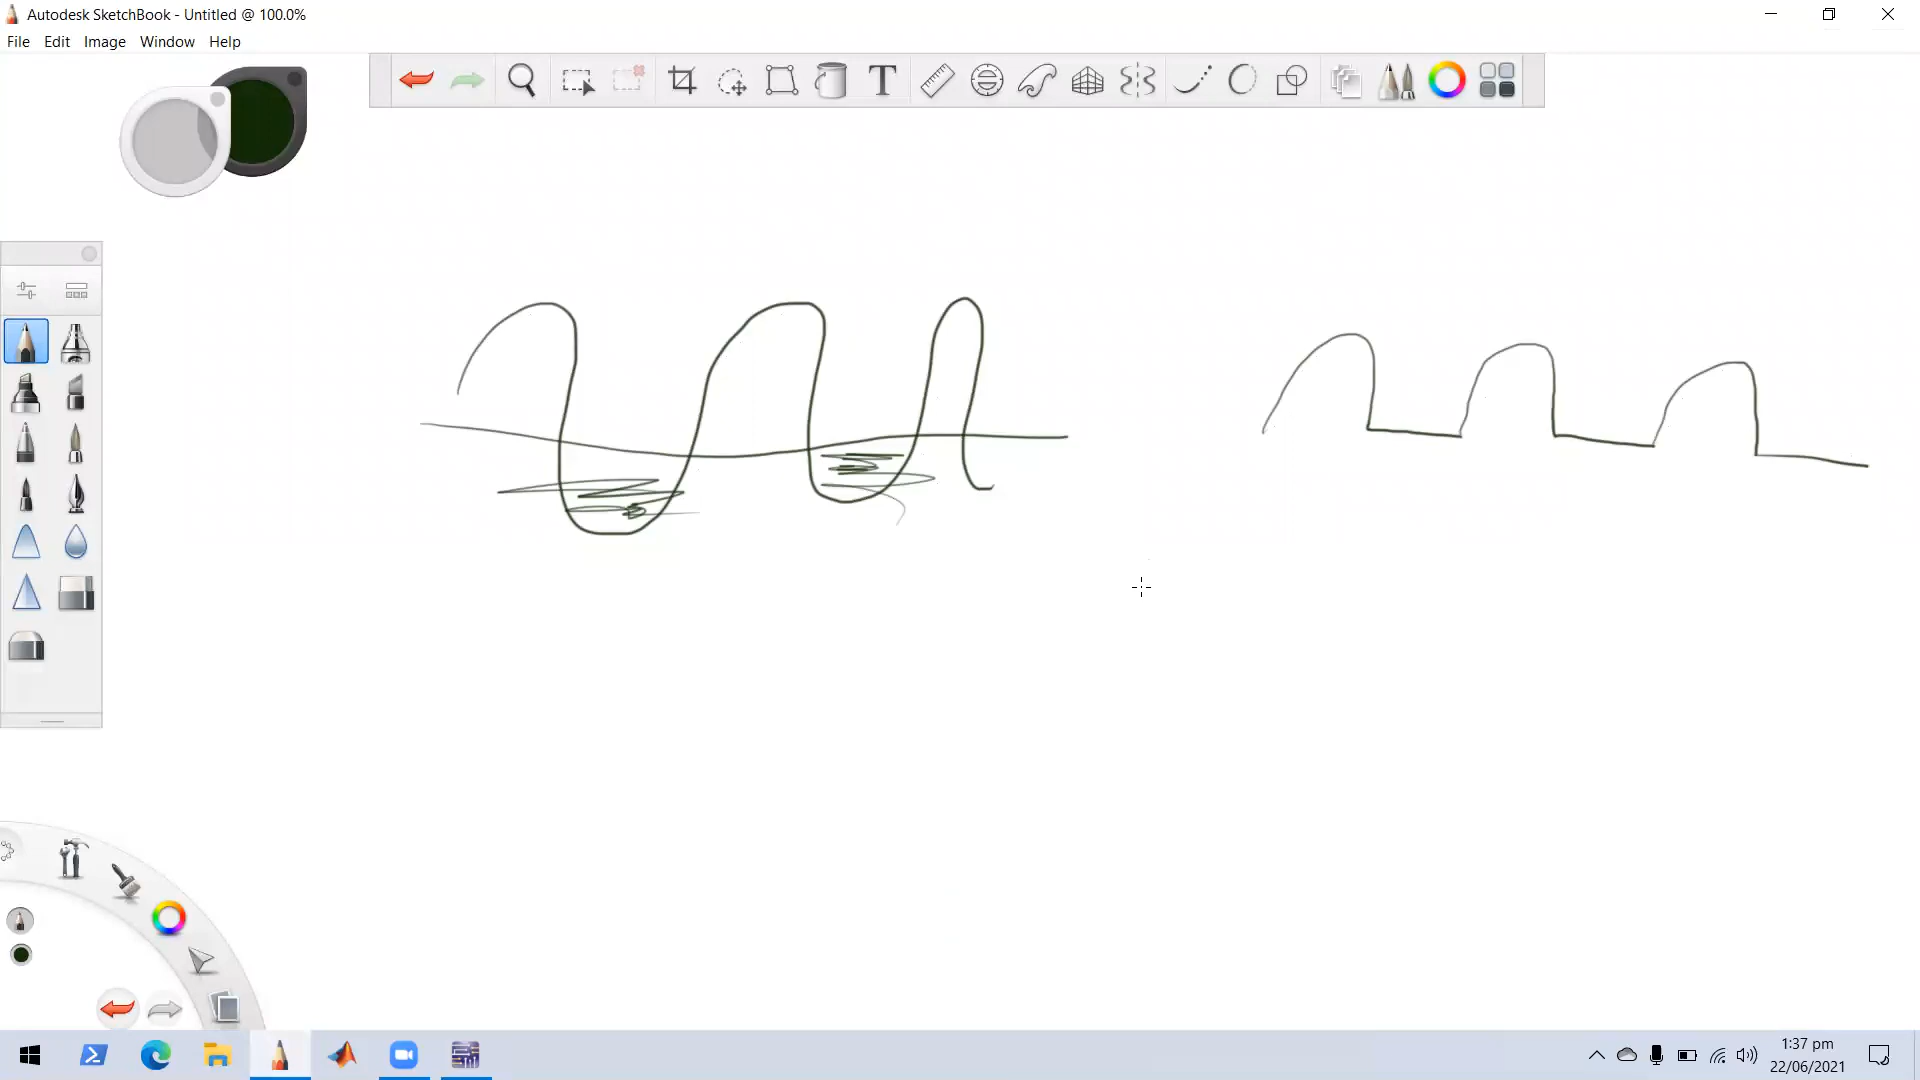 Autodesk SketchBook - Untitled @ 100.0%
File Edit Image Window Help
T
1:37 pm
22/06/2021